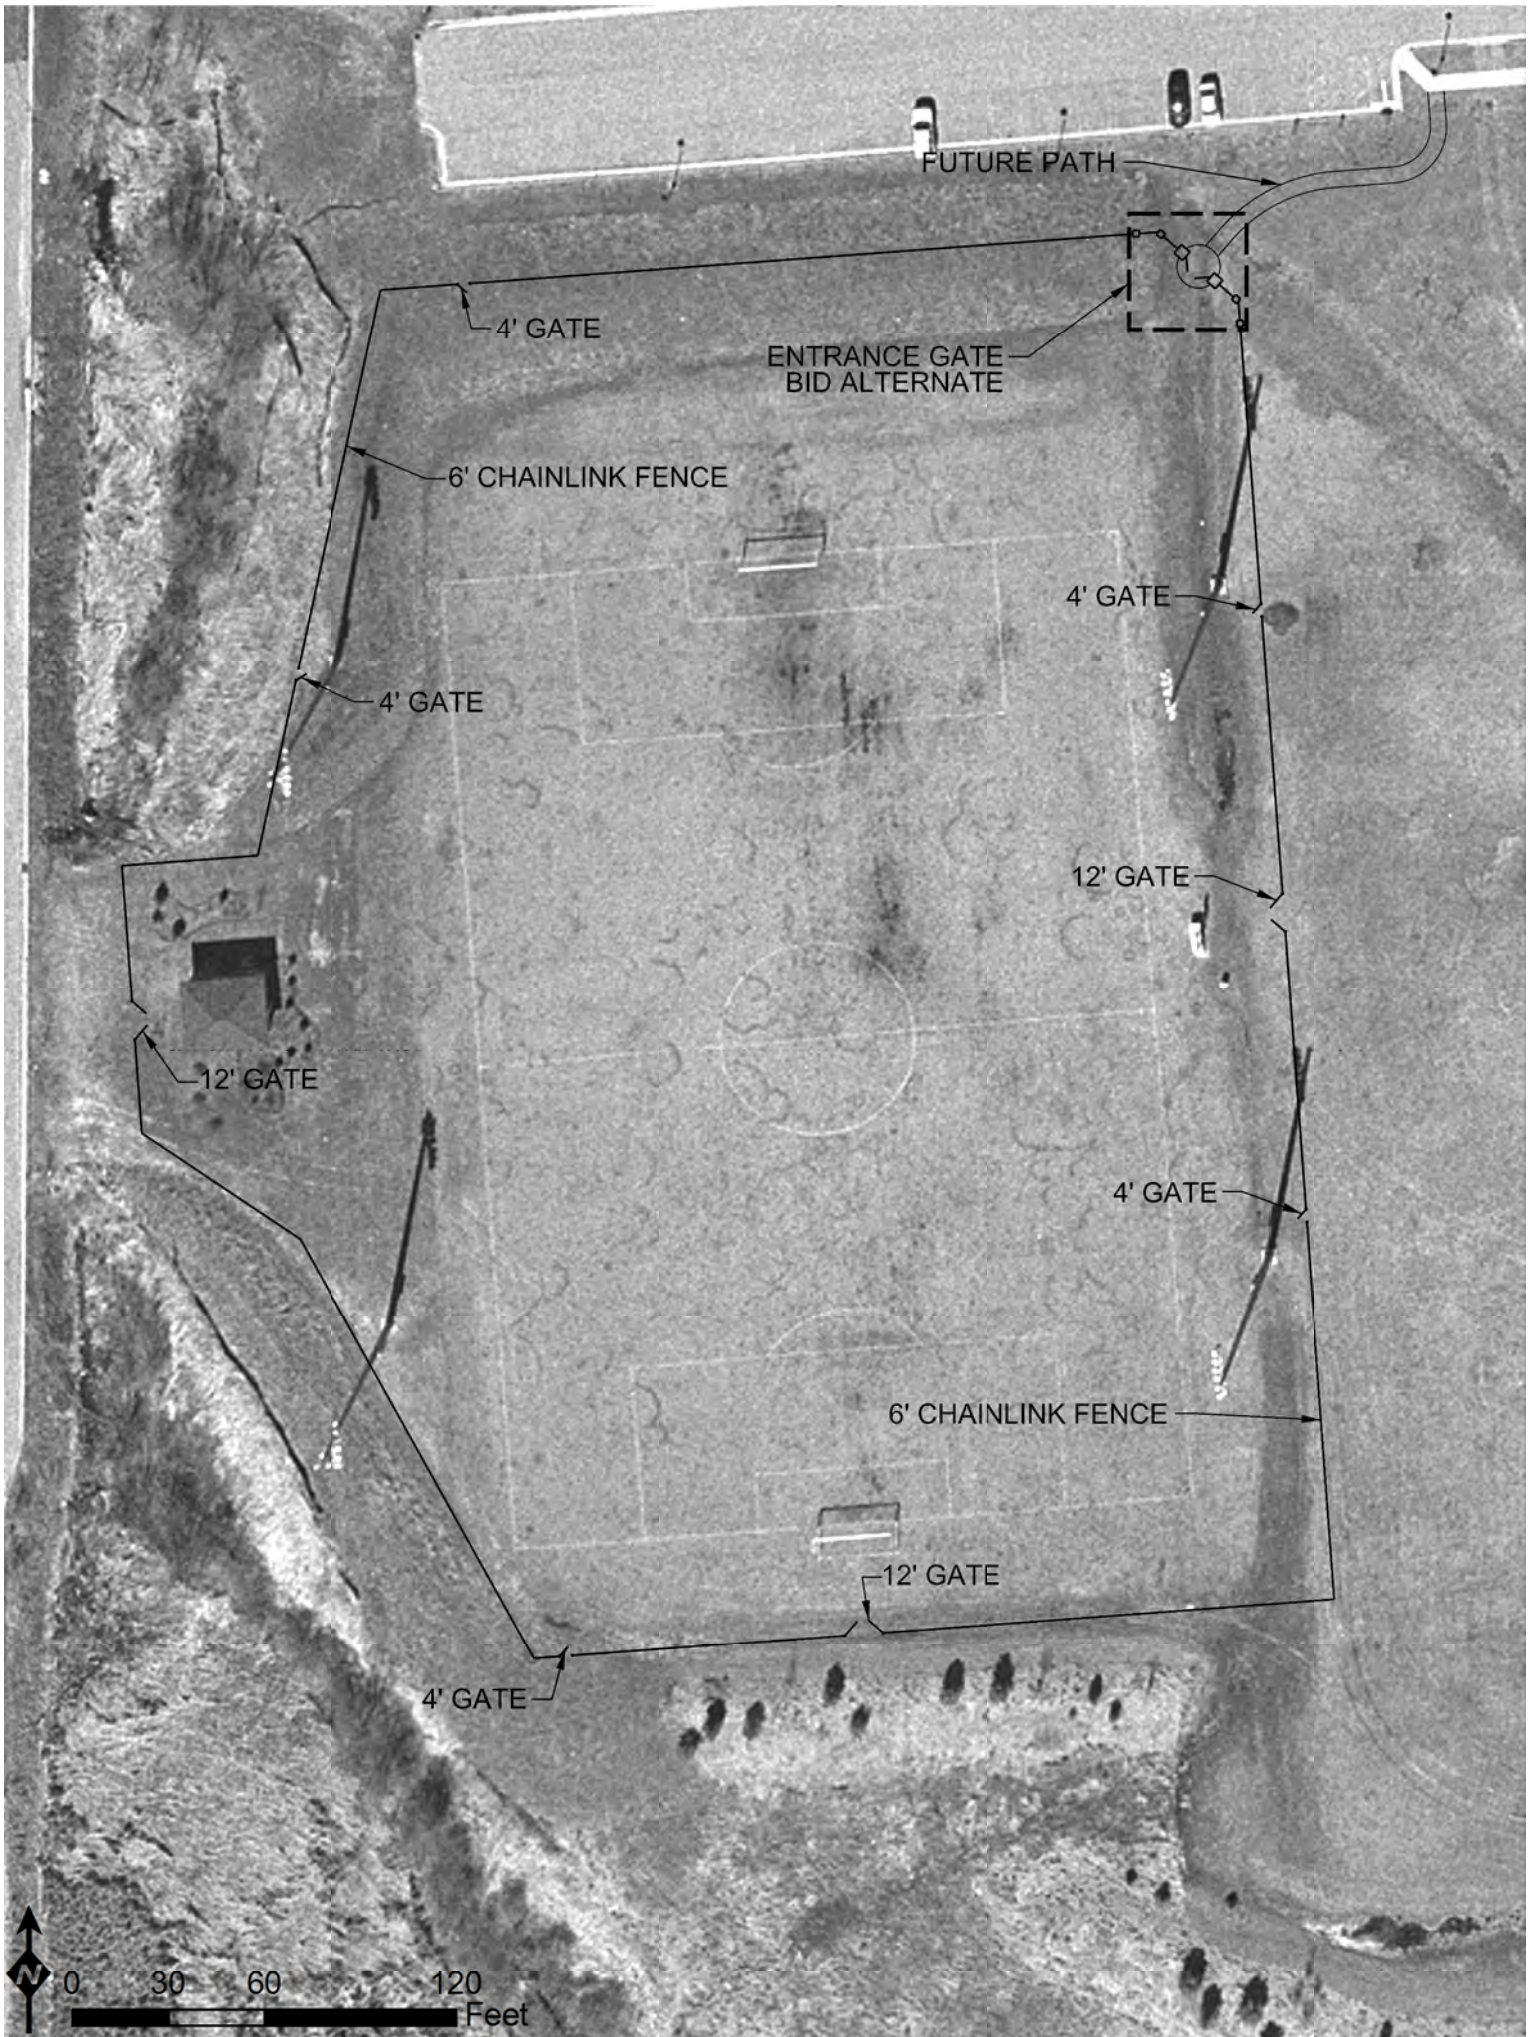 FUTURE PATH
4' GATE
ENTRANCE GATE
BID ALTERNATE
6' CHAINLINK FENCE
4' GATE
4' GATE
12' GATE
12' GATE
4' GATE
6' CHAINLINK FENCE
12' GATE
4' GATE
N
0 30 60 120
Feet